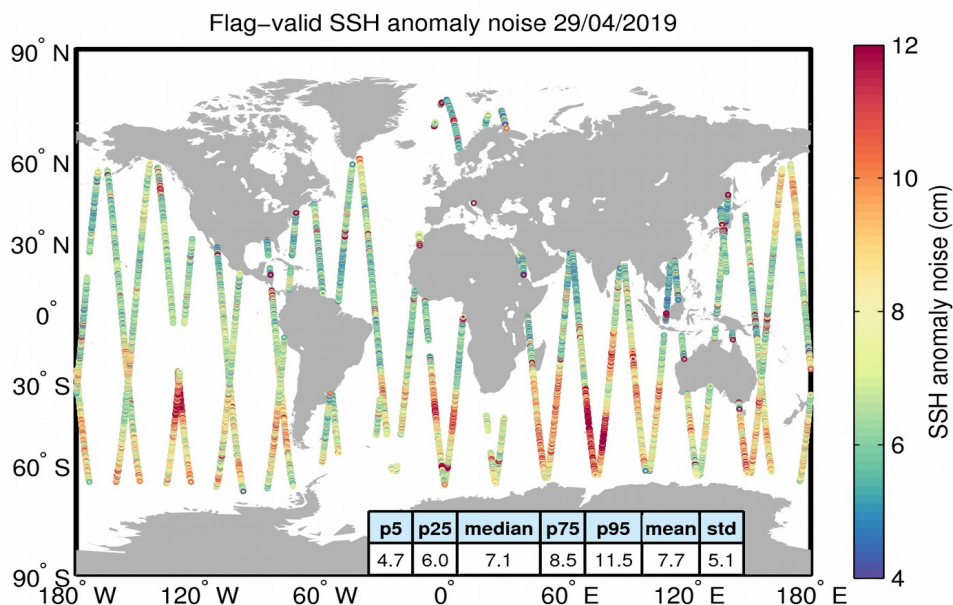 Flag–valid SSH anomaly noise 29/04/2019
90° N
60° N
30° N
0°
30° S
60° S
90° S
180° W 120° W 60° W 0° 60° E 120° E 180° E
p5 p25 median p75 p95 mean std
4.7 6.0 7.1 8.5 11.5 7.7 5.1
12
10
8
6
4
SSH anomaly noise (cm)